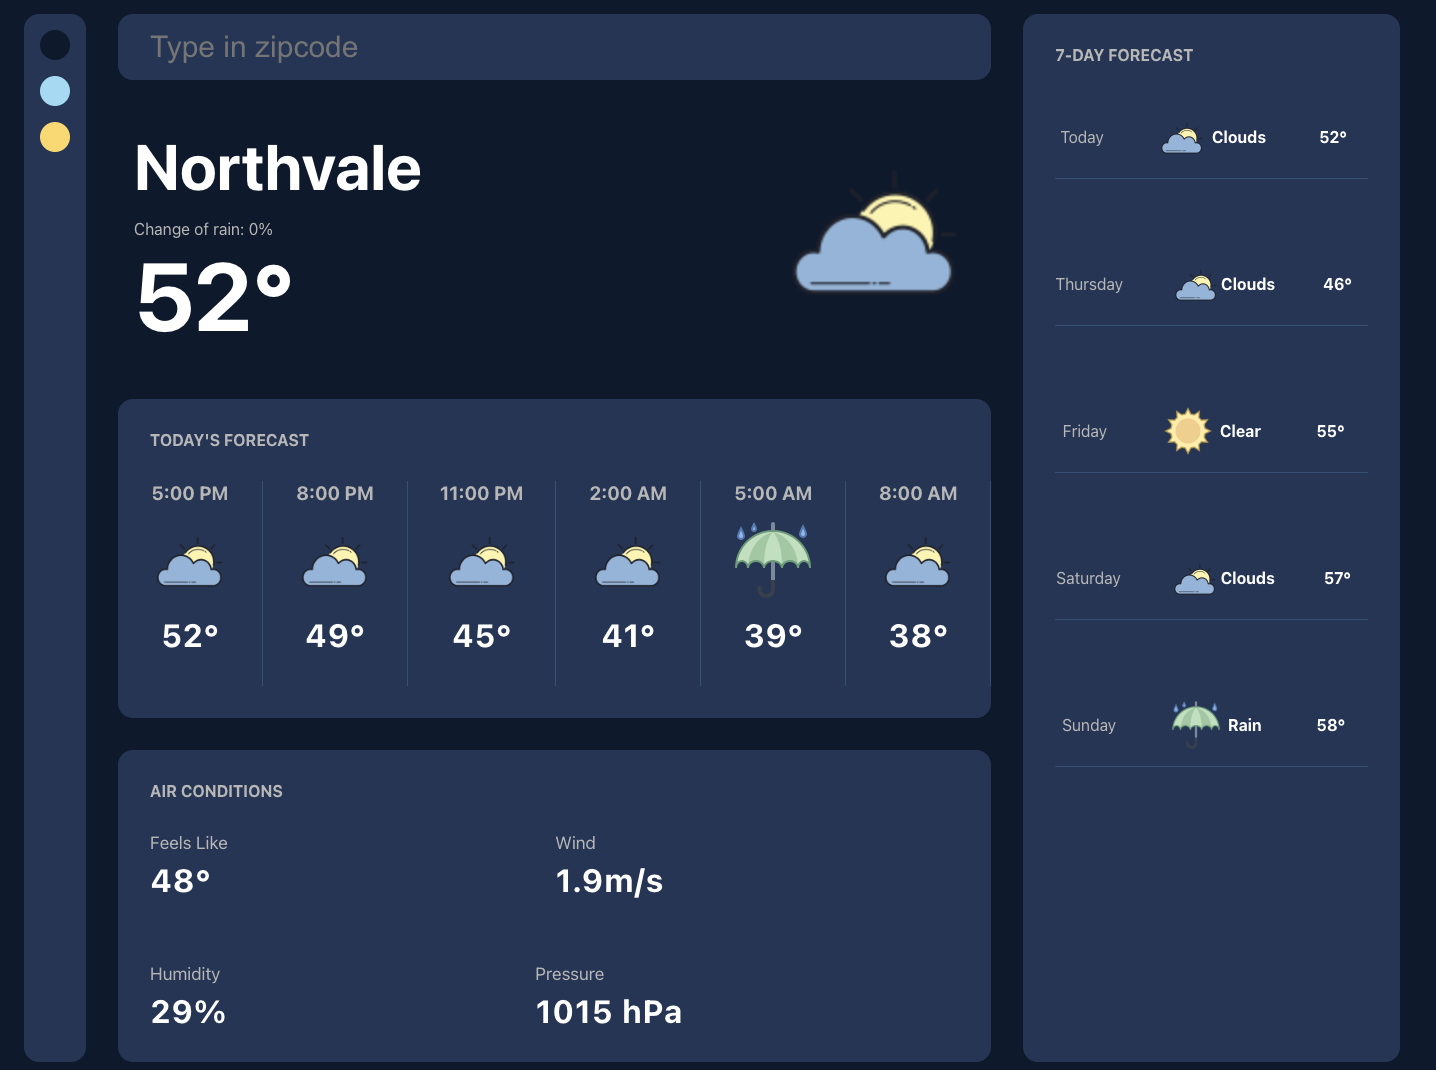 Type in zipcode
Northvale
Change of rain: 0%
52°
TODAY'S FORECAST
5:00 PM 8:00 PM 11:00 PM 2:00 AM 5:00 AM 8:00 AM
52° 49° 45° 41° 39° 38°
AIR CONDITIONS
Feels Like Wind
48° 1.9m/s
Humidity Pressure
29% 1015 hPa
7-DAY FORECAST
Today Clouds 52°
Thursday Clouds 46°
Friday Clear 55°
Saturday Clouds 57°
Sunday Rain 58°